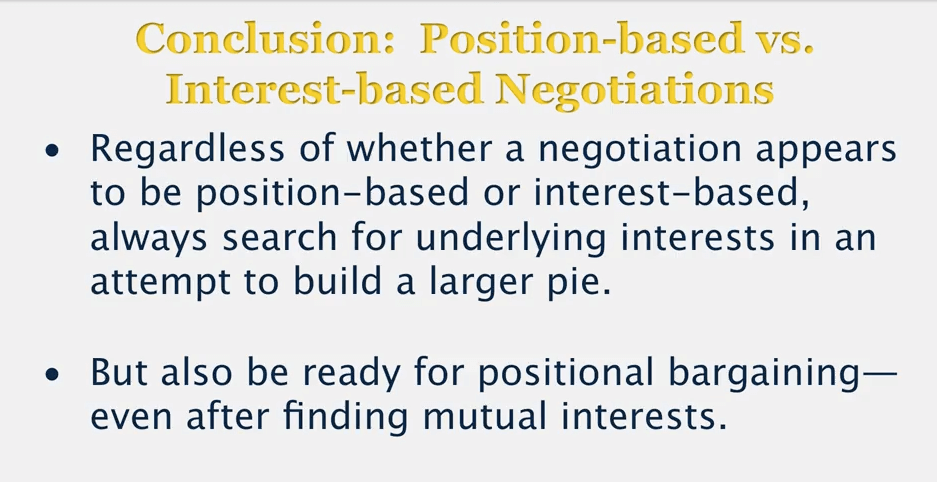 Conclusion:  Position-based vs.
Interest-based Negotiations
• Regardless of whether a negotiation appears
to be position-based or interest-based,
always search for underlying interests in an
attempt to build a larger pie.
• But also be ready for positional bargaining—
even after finding mutual interests.